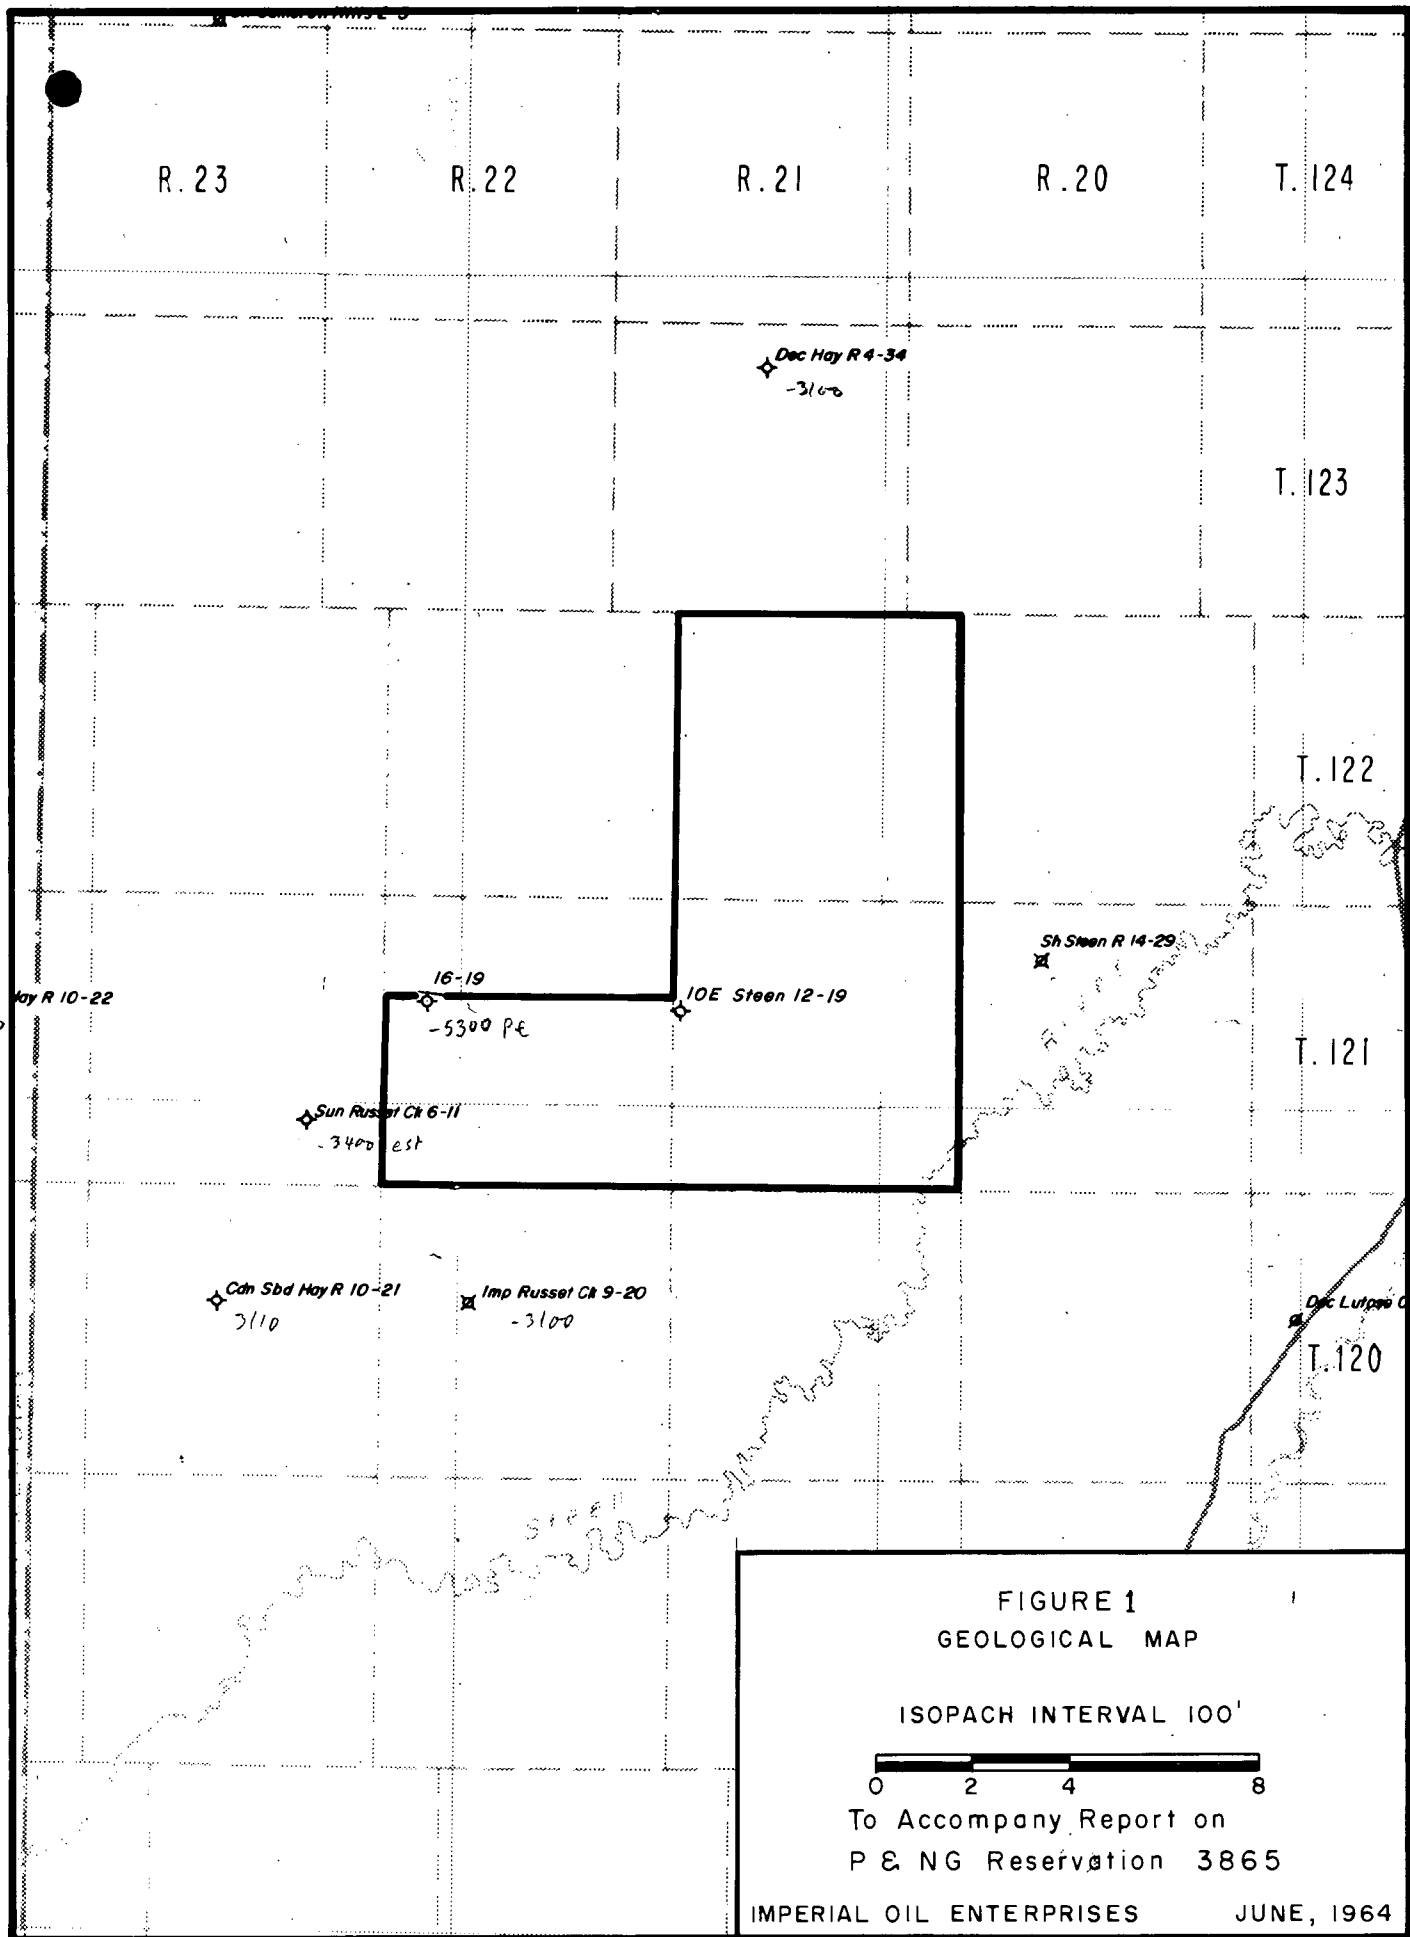 R.23
R.22
R.21
R.20
T.124
Dec Hay R 4-34
-3100
T.123
T.122
Sh Steen R 14-29
16-19
Hay R 10-22
IOE Steen 12-19
-5300 P€
T.121
Sun Russet Ck 6-11
-3400 est
Cdn Sbd Hay R 10-21
3110
Imp Russet Ck 9-20
-3100
Dec Lutose
T.120
Steen
FIGURE 1
GEOLOGICAL MAP
ISOPACH INTERVAL 100'
0 2 4 8
To Accompany Report on
P & NG Reservation 3865
IMPERIAL OIL ENTERPRISES JUNE, 1964